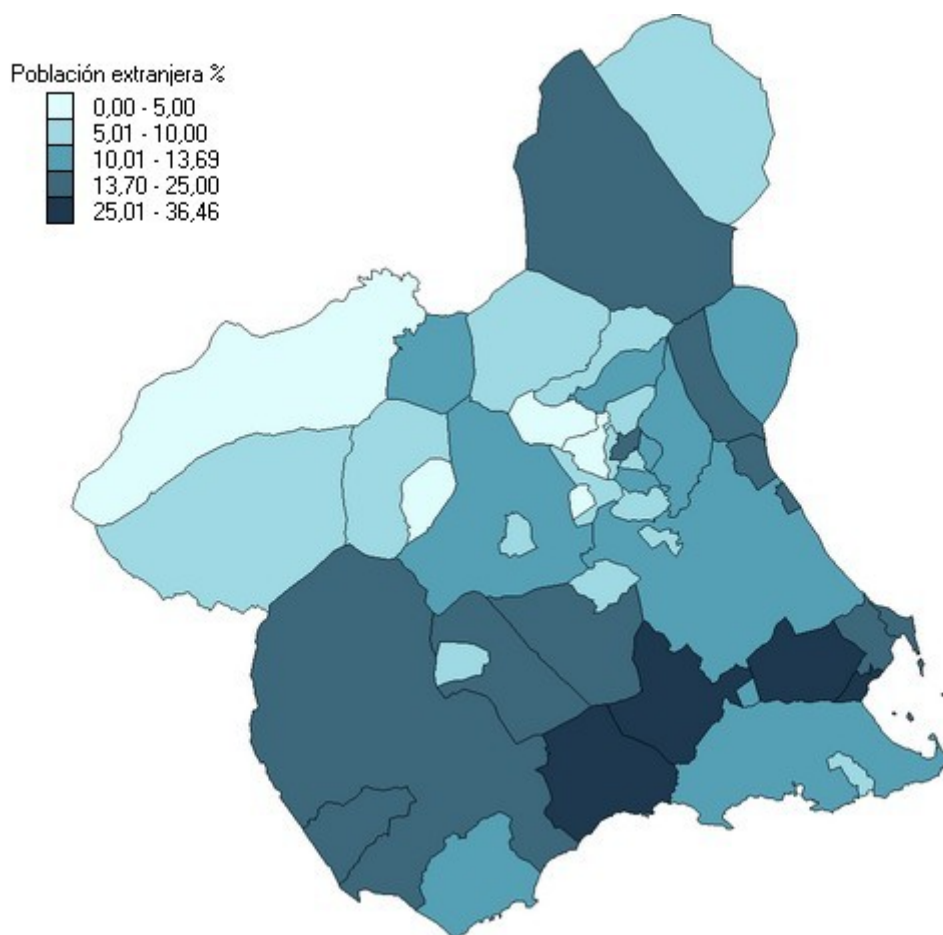 Población extranjera %
0,00 - 5,00
5,01 - 10,00
10,01 - 13,69
13,70 - 25,00
25,01 - 36,46